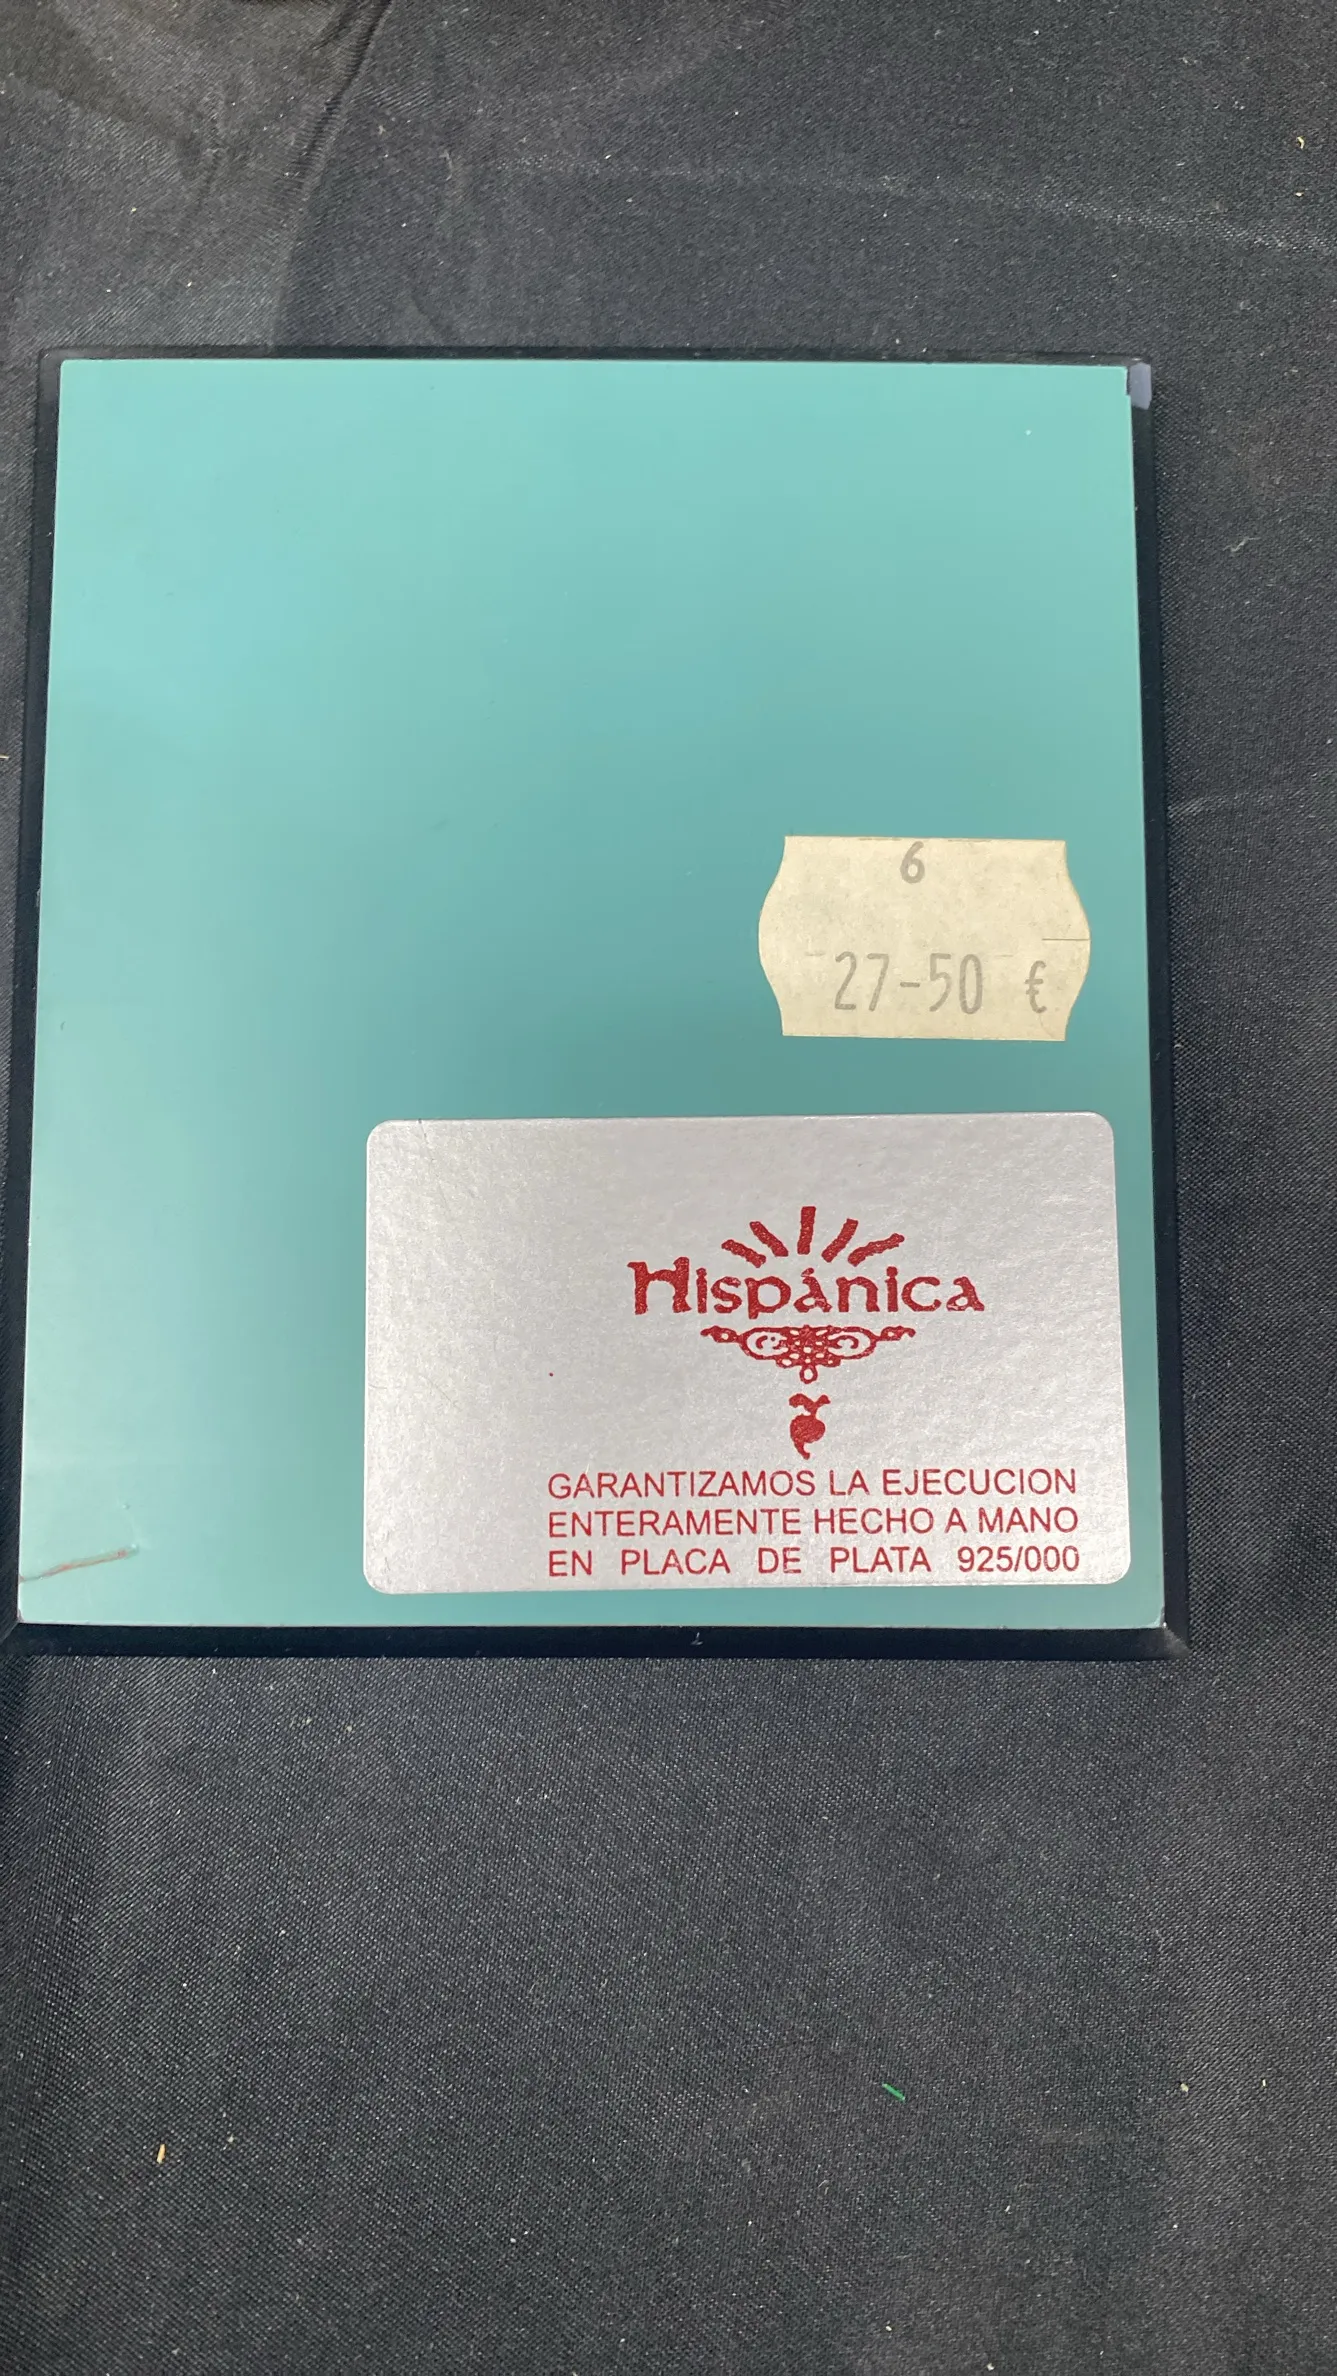 6
27-50 €
Hispánica
GARANTIZAMOS LA EJECUCION
ENTERAMENTE HECHO A MANO
EN PLACA DE PLATA 925/000